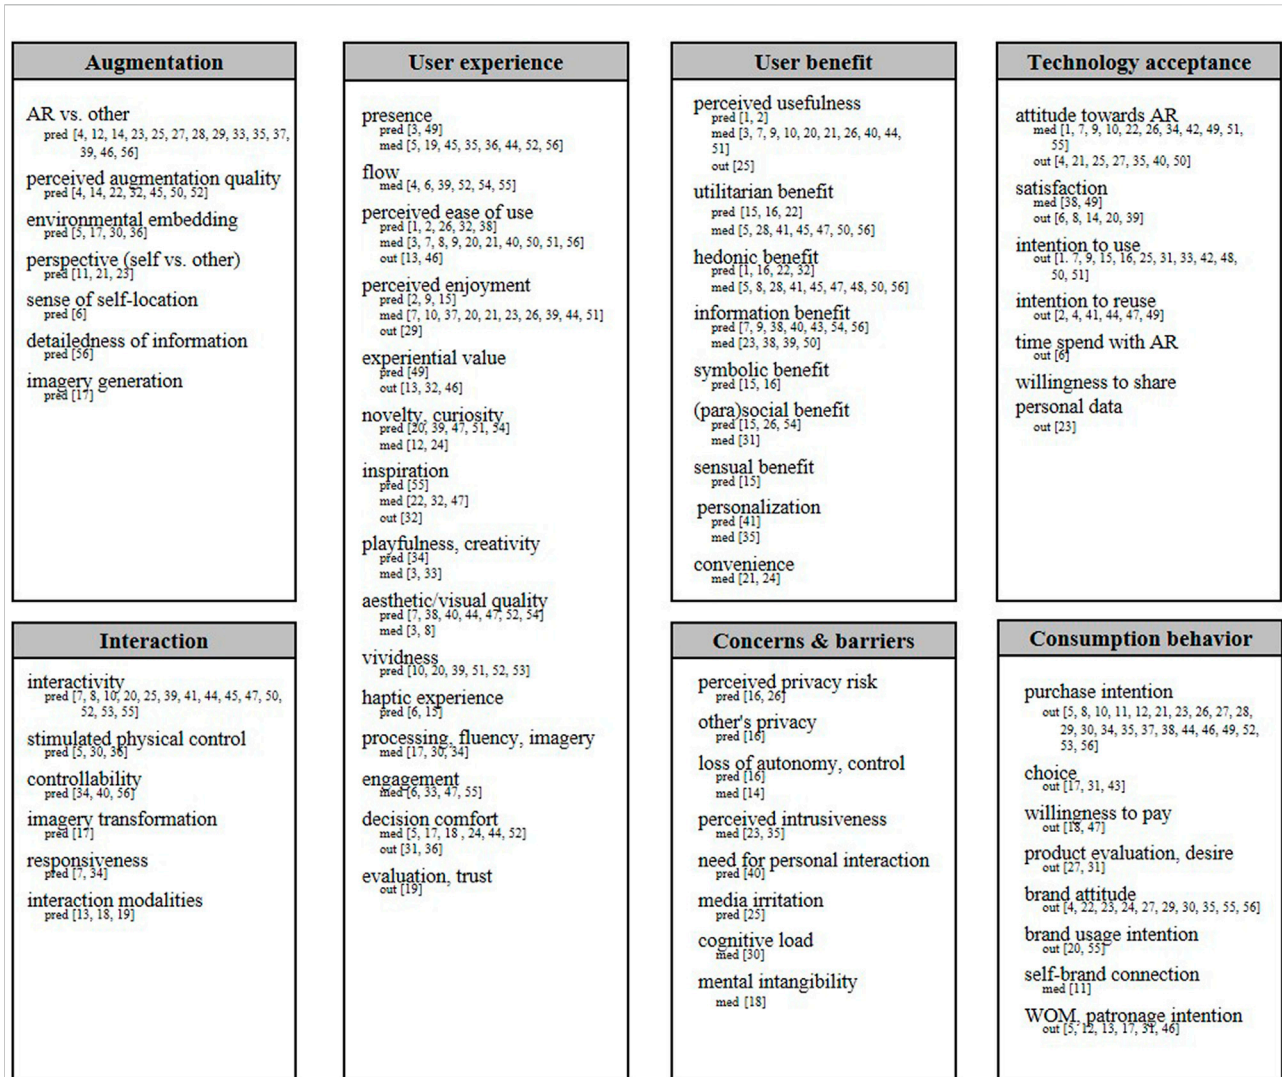 Augmentation
AR vs. other
pred [4, 12, 14, 23, 25, 27, 28, 29, 33, 35, 37,
39, 46, 56]
perceived augmentation quality
pred [4, 14, 22, 32, 45, 50, 52]
environmental embedding
pred [5, 17, 30, 36]
perspective (self vs. other)
pred [11, 21, 23]
sense of self-location
pred [6]
detailedness of information
pred [56]
imagery generation
pred [17]
Interaction
interactivity
pred [7, 8, 10, 20, 25, 39, 41, 44, 45, 47, 50,
52, 53, 55]
stimulated physical control
pred [5, 30, 36]
controllability
pred [34, 40, 56]
imagery transformation
pred [17]
responsiveness
pred [7, 34]
interaction modalities
pred [13, 18, 19]
User experience
presence
pred [3, 49]
med [5, 19, 45, 35, 36, 44, 52, 56]
flow
med [4, 6, 39, 52, 54, 55]
perceived ease of use
pred [1, 2, 26, 32, 38]
med [3, 7, 8, 9, 20, 21, 40, 50, 51, 56]
out [13, 46]
perceived enjoyment
pred [2, 9, 15]
med [7, 10, 37, 20, 21, 23, 26, 39, 44, 51]
out [29]
experiential value
pred [49]
out [13, 32, 46]
novelty, curiosity
pred [20, 39, 47, 51, 54]
med [12, 24]
inspiration
pred [55]
med [22, 32, 47]
out [32]
playfulness, creativity
pred [34]
med [3, 33]
aesthetic/visual quality
pred [7, 38, 40, 44, 47, 52, 54]
med [3, 8]
vividness
pred [10, 20, 39, 51, 52, 53]
haptic experience
pred [6, 15]
processing, fluency, imagery
med [17, 30, 34]
engagement
med [6, 33, 47, 55]
decision comfort
med [5, 17, 18 , 24, 44, 52]
out [31, 36]
evaluation, trust
out [19]
User benefit
perceived usefulness
pred [1, 2]
med [3, 7, 9, 10, 20, 21, 26, 40, 44,
51]
out [25]
utilitarian benefit
pred [15, 16, 22]
med [5, 28, 41, 45, 47, 50, 56]
hedonic benefit
pred [1, 16, 22, 32]
med [5, 8, 28, 41, 45, 47, 48, 50, 56]
information benefit
pred [7, 9, 38, 40, 43, 54, 56]
med [23, 38, 39, 50]
symbolic benefit
pred [15, 16]
(para)social benefit
pred [15, 26, 54]
med [31]
sensual benefit
pred [15]
personalization
pred [41]
med [35]
convenience
med [21, 24]
Concerns & barriers
perceived privacy risk
pred [16, 26]
other's privacy
pred [16]
loss of autonomy, control
pred [16]
med [14]
perceived intrusiveness
med [23, 35]
need for personal interaction
pred [40]
media irritation
pred [25]
cognitive load
med [30]
mental intangibility
med [18]
Technology acceptance
attitude towards AR
med [1, 7, 9, 10, 22, 26, 34, 42, 49, 51,
55]
out [4, 21, 25, 27, 35, 40, 50]
satisfaction
med [38, 49]
out [6, 8, 14, 20, 39]
intention to use
out [1. 7, 9, 15, 16, 25, 31, 33, 42, 48,
50, 51]
intention to reuse
out [2, 4, 41, 44, 47, 49]
time spend with AR
out [6]
willingness to share
personal data
out [23]
Consumption behavior
purchase intention
out [5, 8, 10, 11, 12, 21, 23, 26, 27, 28,
29, 30, 34, 35, 37, 38, 44, 46, 49, 52,
53, 56]
choice
out [17, 31, 43]
willingness to pay
out [18, 47]
product evaluation, desire
out [27, 31]
brand attitude
out [4, 22, 23, 24, 27, 29, 30, 35, 55, 56]
brand usage intention
out [20, 55]
self-brand connection
med [11]
WOM, patronage intention
out [5, 12, 13, 17, 31, 46]